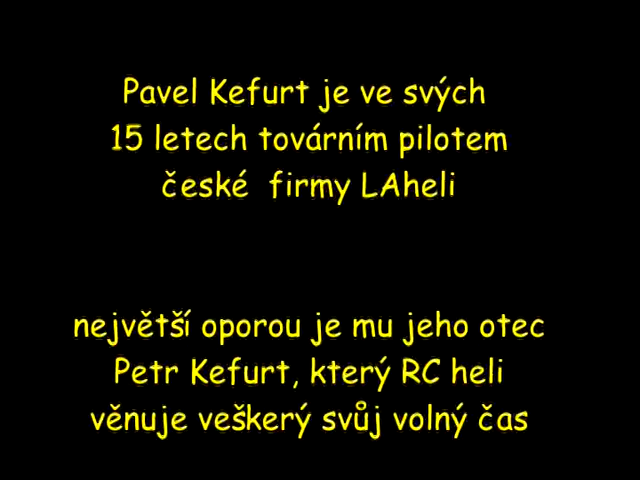 Pavel Kefurt je ve svých
15 letech továrním pilotem
české firmy LAheli
největší oporou je mu jeho otec
Petr Kefurt, který RC heli
věnuje veškerý svůj volný čas